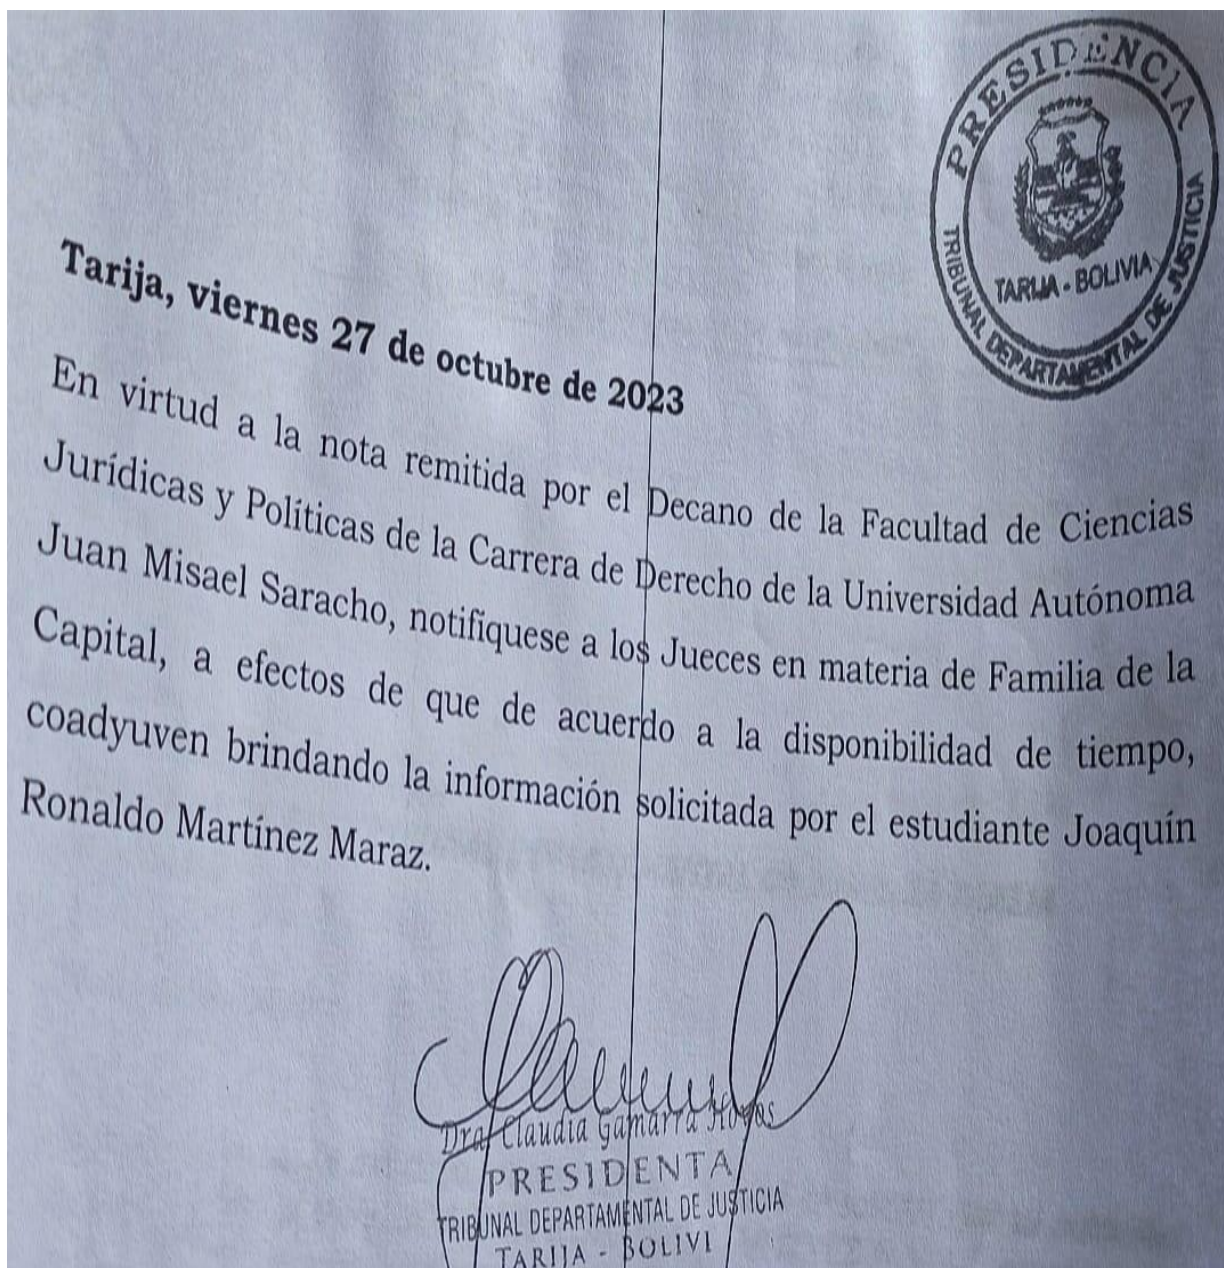 PRESIDENCIA
TARIJA - BOLIVIA
TRIBUNAL DEPARTAMENTAL DE JUSTICIA
Tarija, viernes 27 de octubre de 2023
En virtud a la nota remitida por el Decano de la Facultad de Ciencias
Jurídicas y Políticas de la Carrera de Derecho de la Universidad Autónoma
Juan Misael Saracho, notifíquese a los Jueces en materia de Familia de la
Capital, a efectos de que de acuerdo a la disponibilidad de tiempo,
coadyuven brindando la información solicitada por el estudiante Joaquín
Ronaldo Martínez Maraz.
Dra. Claudia Gamarra Hoyos
PRESIDENTA
TRIBUNAL DEPARTAMENTAL DE JUSTICIA
TARIJA - BOLIVI